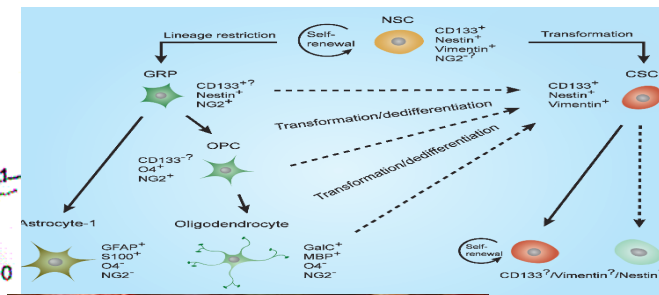 NSC
Lineage restriction
Self-
renewal
CD133+
Nestin+
Vimentin+
NG2-?
Transformation
GRP
CD133+?
Nestin+
NG2+
CSC
CD133+
Nestin+
Vimentin+
Transformation/dedifferentiation
Transformation/dedifferentiation
OPC
CD133-?
O4+
NG2+
Astrocyte-1
GFAP+
S100+
O4-
NG2-
Oligodendrocyte
GalC+
MBP+
O4-
NG2-
Self-
renewal
CD133?/Vimentin?/Nestin
1
0